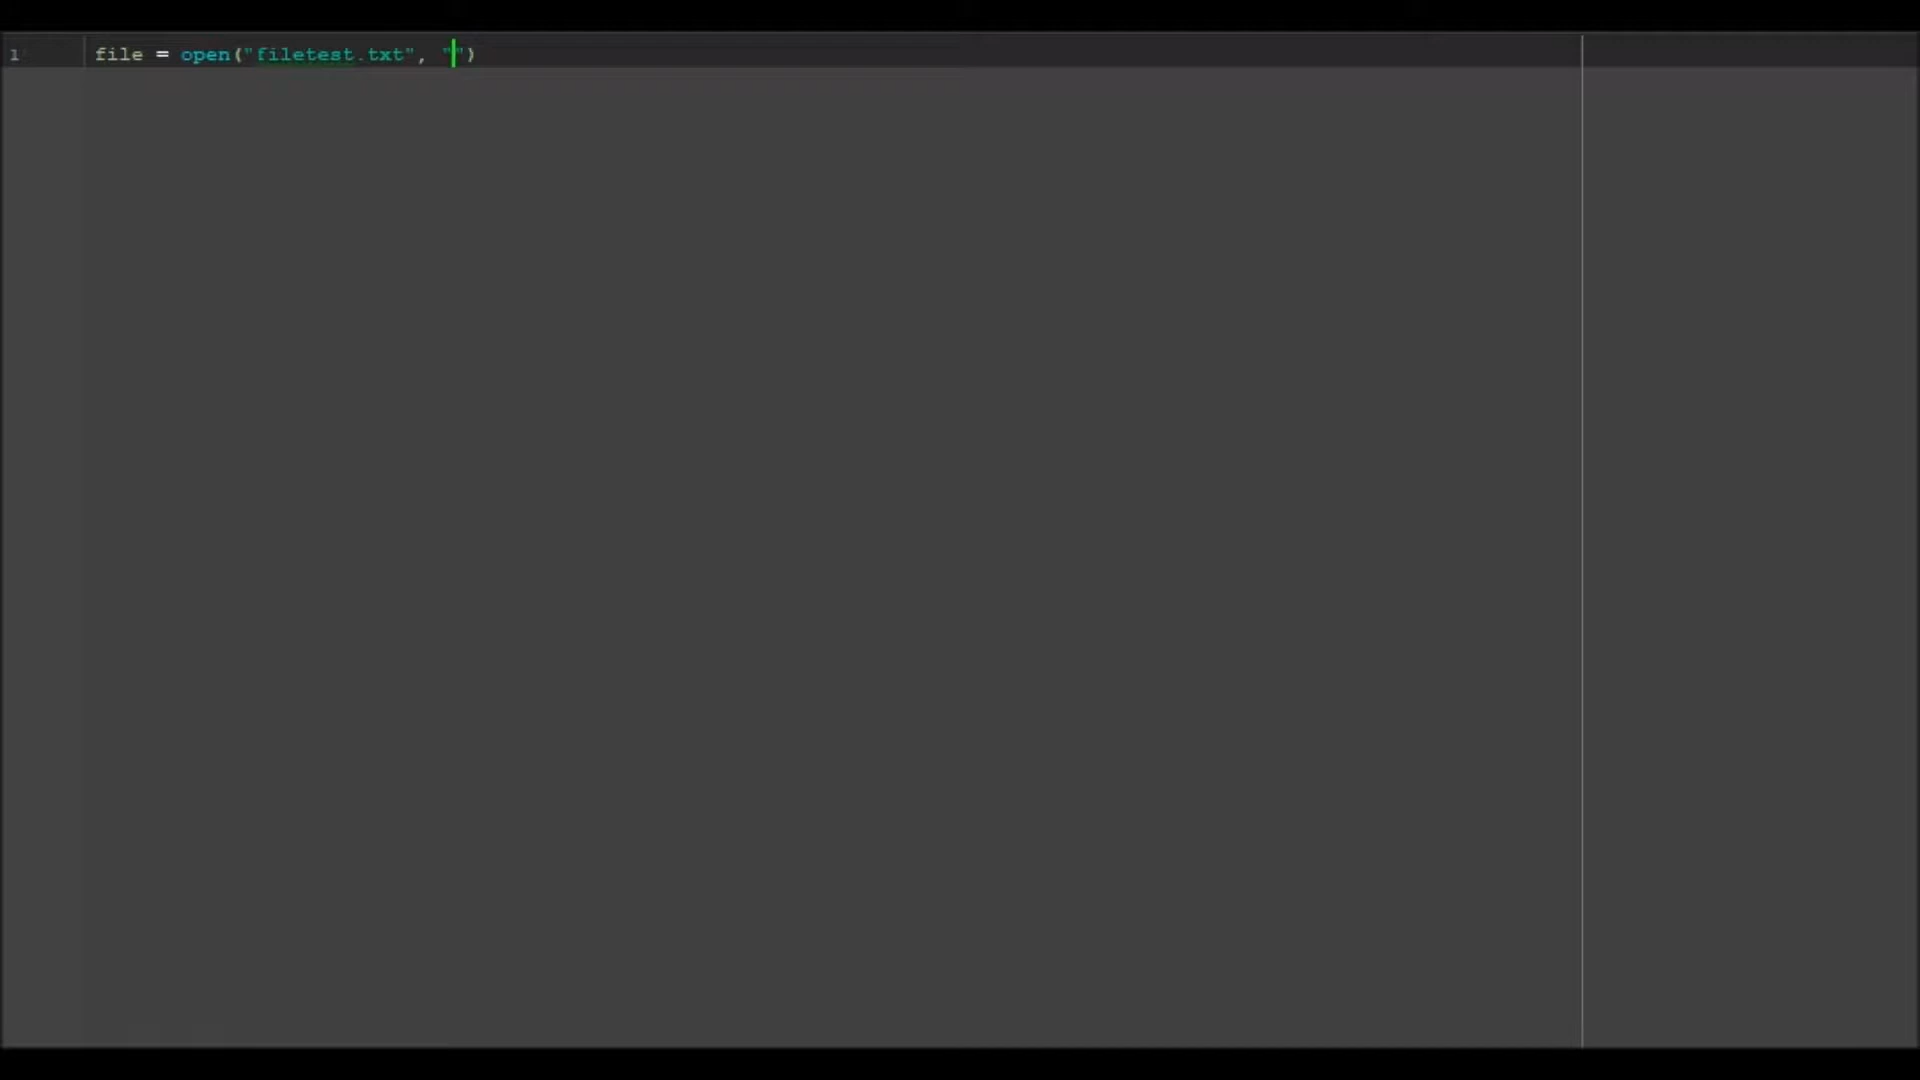 1 file = open("filetest.txt", "")